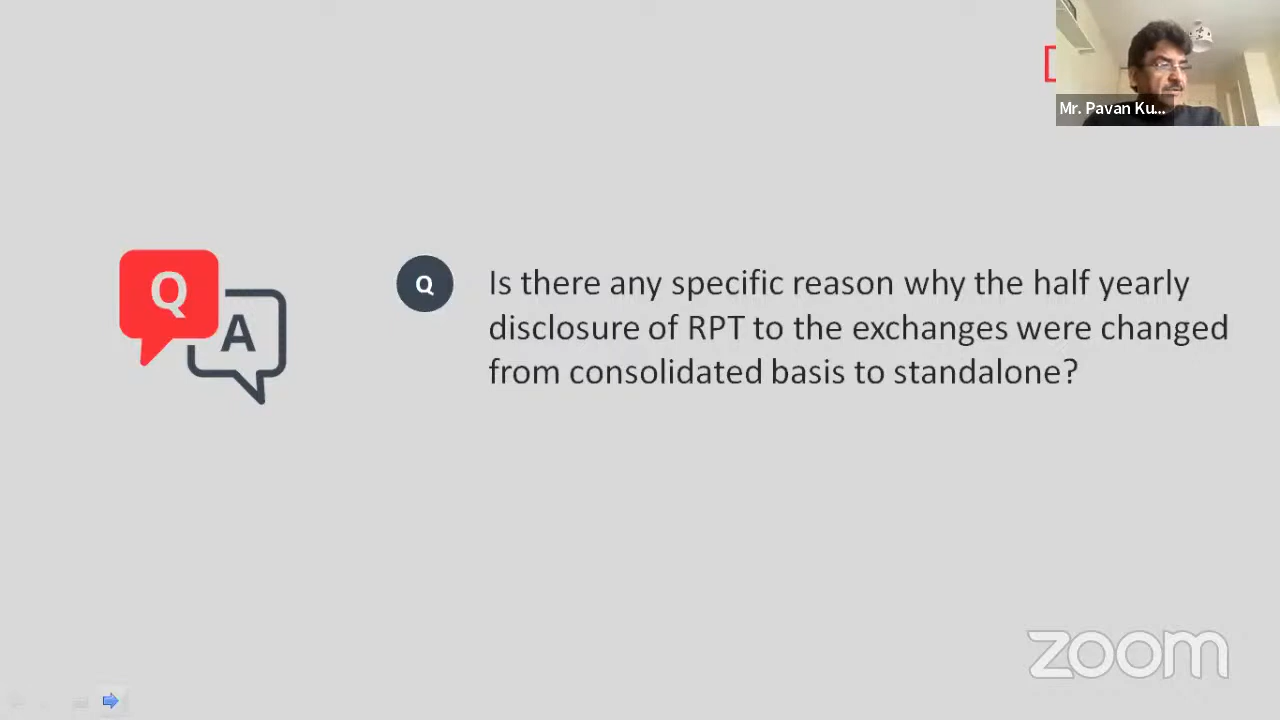 Mr. Pavan Ku...
Q
A
Q
Is there any specific reason why the half yearly
disclosure of RPT to the exchanges were changed
from consolidated basis to standalone?
zoom